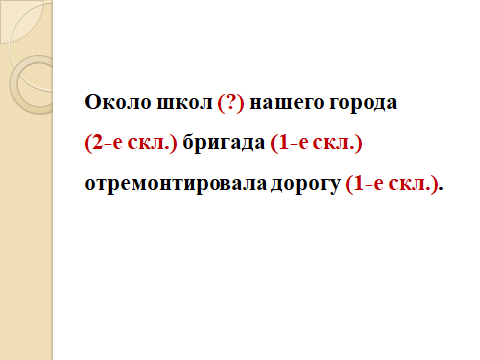 Около школ (?) нашего города
(2-е скл.) бригада (1-е скл.)
отремонтировала дорогу (1-е скл.).